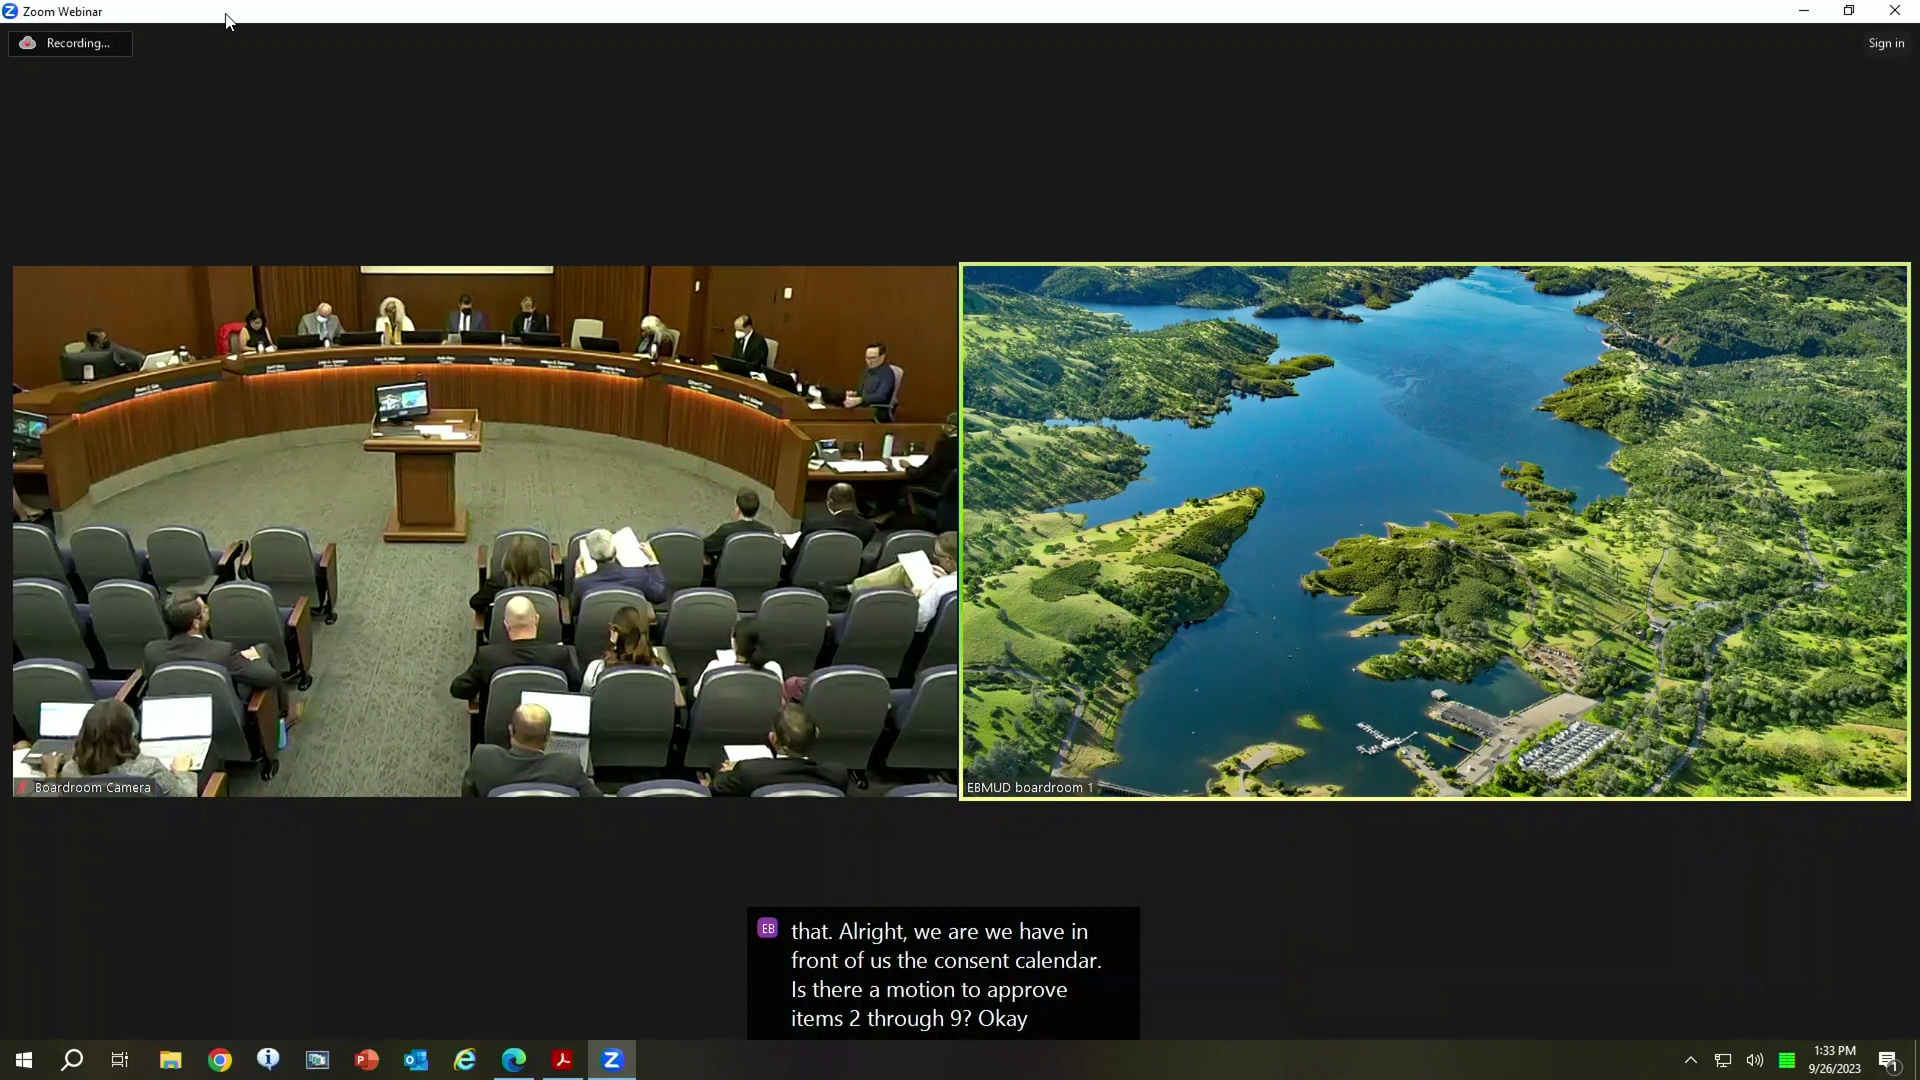 Zoom Webinar
Recording...
Sign in
Boardroom Camera
EBMUD boardroom 1
EB
that. Alright, we are we have in
front of us the consent calendar.
Is there a motion to approve
items 2 through 9? Okay
1:33 PM
9/26/2023
1